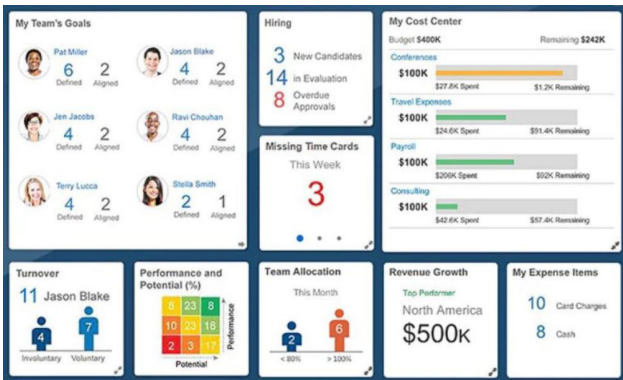 My Team's Goals
Pat Miller
6 2
Defined Aligned
Jason Blake
4 2
Defined Aligned
Jen Jacobs
4 2
Defined Aligned
Ravi Chouhan
4 2
Defined Aligned
Terry Lucca
4 2
Defined Aligned
Stella Smith
2 1
Defined Aligned
Hiring
3 New Candidates
14 in Evaluation
8 Overdue
Approvals
Missing Time Cards
This Week
3
My Cost Center
Budget $400K Remaining $242K
Conferences
$100K
$27.6K Spent $1.2K Remaining
Travel Expenses
$100K
$24.6K Spent $91.4K Remaining
Payroll
$100K
$206K Spent $92K Remaining
Consulting
$100K
$42.6K Spent $57.4K Remaining
Turnover
11 Jason Blake
4 7
Involuntary Voluntary
Performance and
Potential (%)
8 23 8
10 23 16
2 3 17
Performance
Potential
Team Allocation
This Month
2 6
< 80% > 100%
Revenue Growth
Top Performer
North America
$500K
My Expense Items
10 Card Charges
8 Cash